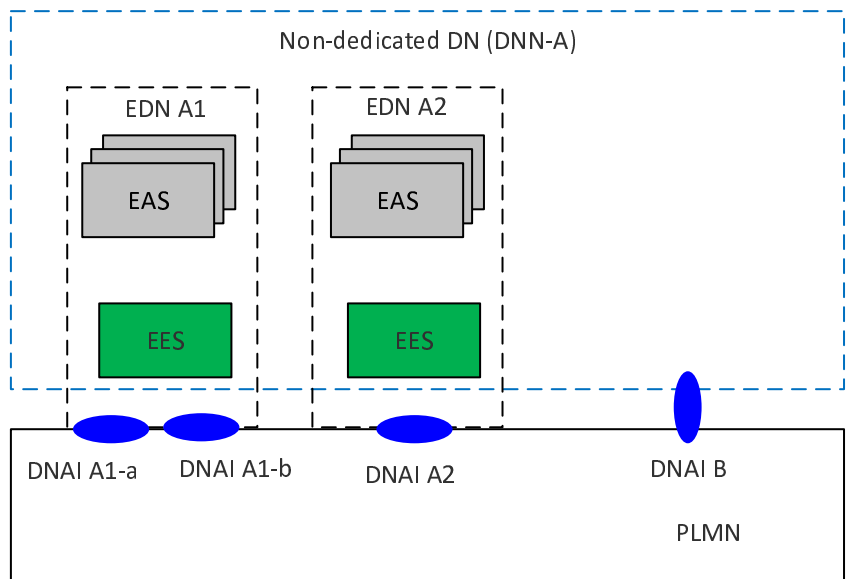 Non-dedicated DN (DNN-A)
EDN A1
EDN A2
EAS
EAS
EES
EES
DNAI A1-a
DNAI A1-b
DNAI A2
DNAI B
PLMN